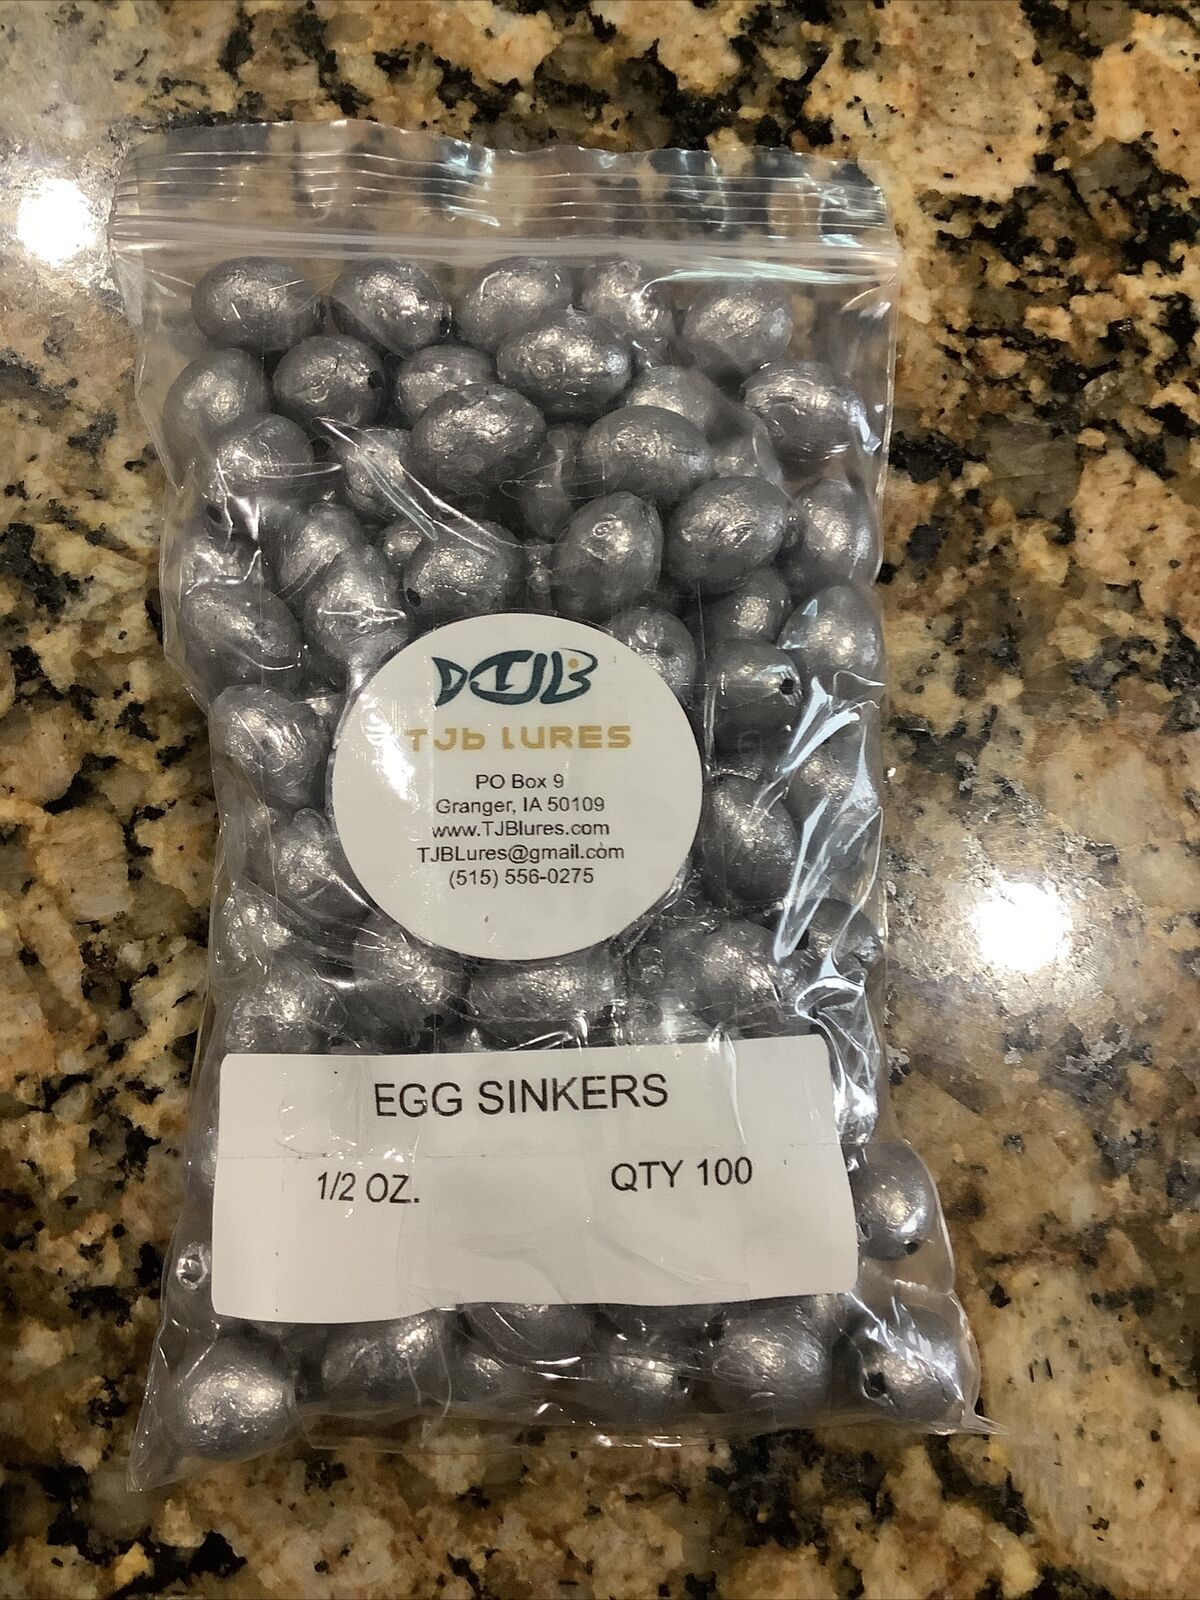 TJB
TJb LURES
PO Box 9
Granger, IA 50109
www.TJBlures.com
TJBLures@gmail.com
(515) 556-0275
EGG SINKERS
1/2 OZ. QTY 100